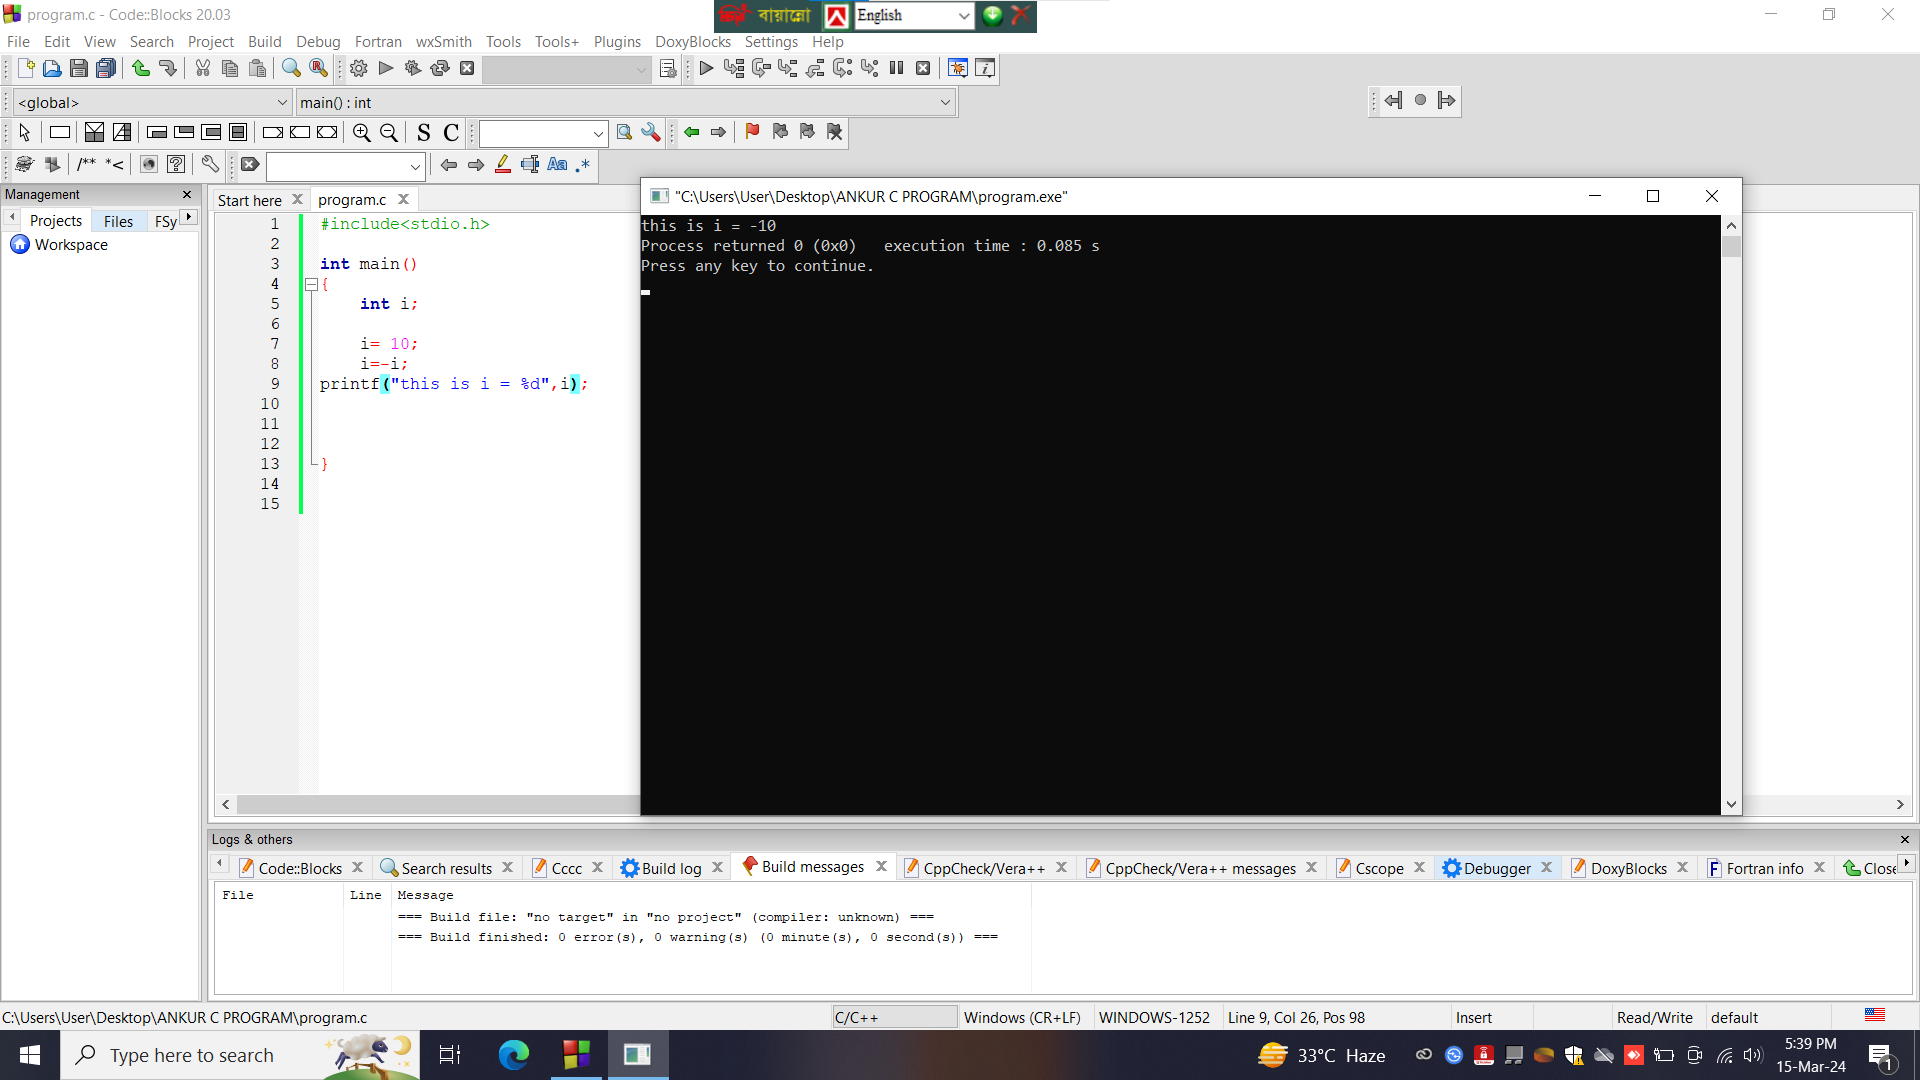 program.c - Code::Blocks 20.03
বায়ান্নো English
File Edit View Search Project Build Debug Fortran wxSmith Tools Tools+ Plugins DoxyBlocks Settings Help
<global> main() : int
S C
/** *< Aa .*
Management
Projects Files FSy
Workspace
Start here program.c
1 #include<stdio.h>
2
3 int main()
4 {
5 int i;
6
7 i= 10;
8 i=-i;
9 printf("this is i = %d",i);
10
11
12
13 }
14
15
"C:\Users\User\Desktop\ANKUR C PROGRAM\program.exe"
this is i = -10
Process returned 0 (0x0)   execution time : 0.085 s
Press any key to continue.
Logs & others
Code::Blocks Search results Cccc Build log Build messages CppCheck/Vera++ CppCheck/Vera++ messages Cscope Debugger DoxyBlocks Fortran info Close
File Line Message
=== Build file: "no target" in "no project" (compiler: unknown) ===
=== Build finished: 0 error(s), 0 warning(s) (0 minute(s), 0 second(s)) ===
C:\Users\User\Desktop\ANKUR C PROGRAM\program.c C/C++ Windows (CR+LF) WINDOWS-1252 Line 9, Col 26, Pos 98 Insert Read/Write default
Type here to search 33°C Haze 5:39 PM
15-Mar-24 1